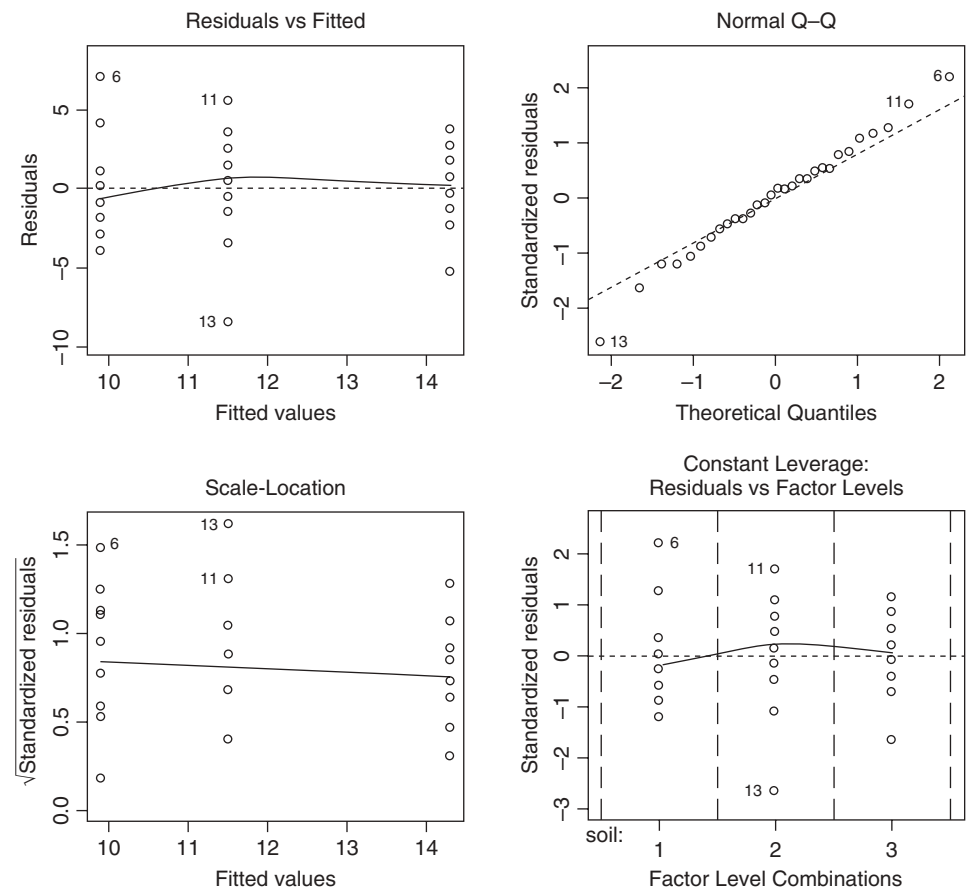 Residuals vs Fitted
Residuals
5
0
−5
−10
6
11
13
10 11 12 13 14
Fitted values
Normal Q–Q
Standardized residuals
2
1
0
−1
−2
6
11
13
−2 −1 0 1 2
Theoretical Quantiles
Scale-Location
√Standardized residuals
1.5
1.0
0.5
0.0
13
6
11
10 11 12 13 14
Fitted values
Constant Leverage:
Residuals vs Factor Levels
Standardized residuals
2
1
0
−1
−2
−3
6
11
13
soil:
1 2 3
Factor Level Combinations